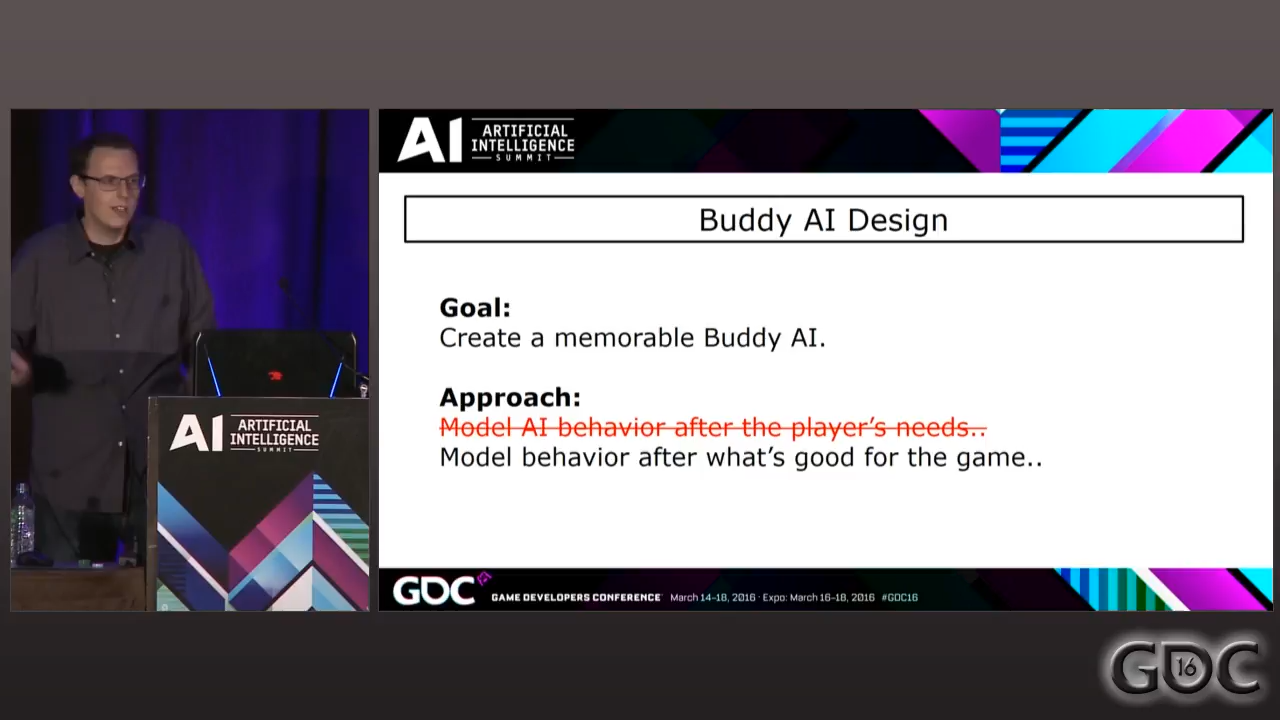 AI ARTIFICIAL
INTELLIGENCE
SUMMIT
Buddy AI Design
Goal:
Create a memorable Buddy AI.
Approach:
Model AI behavior after the player's needs..
Model behavior after what's good for the game..
AI ARTIFICIAL
INTELLIGENCE
SUMMIT
GDC GAME DEVELOPERS CONFERENCE March 14-18, 2016 · Expo: March 16-18, 2016 #GDC16
GDC 16